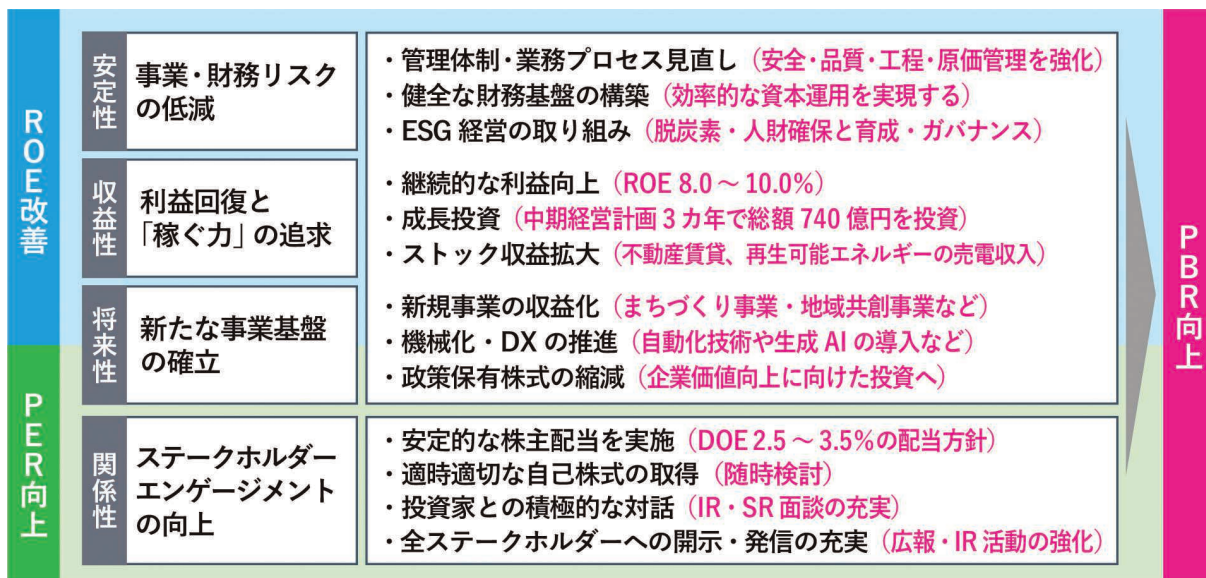 ROE改善
PER向上
安定性
事業・財務リスク
の低減
・管理体制・業務プロセス見直し（安全・品質・工程・原価管理を強化）
・健全な財務基盤の構築（効率的な資本運用を実現する）
・ESG 経営の取り組み（脱炭素・人財確保と育成・ガバナンス）
収益性
利益回復と
「稼ぐ力」の追求
・継続的な利益向上（ROE 8.0 ～ 10.0%）
・成長投資（中期経営計画 3 カ年で総額 740 億円を投資）
・ストック収益拡大（不動産賃貸、再生可能エネルギーの売電収入）
将来性
新たな事業基盤
の確立
・新規事業の収益化（まちづくり事業・地域共創事業など）
・機械化・DX の推進（自動化技術や生成 AI の導入など）
・政策保有株式の縮減（企業価値向上に向けた投資へ）
関係性
ステークホルダー
エンゲージメント
の向上
・安定的な株主配当を実施（DOE 2.5 ～ 3.5%の配当方針）
・適時適切な自己株式の取得（随時検討）
・投資家との積極的な対話（IR・SR 面談の充実）
・全ステークホルダーへの開示・発信の充実（広報・IR 活動の強化）
PBR向上